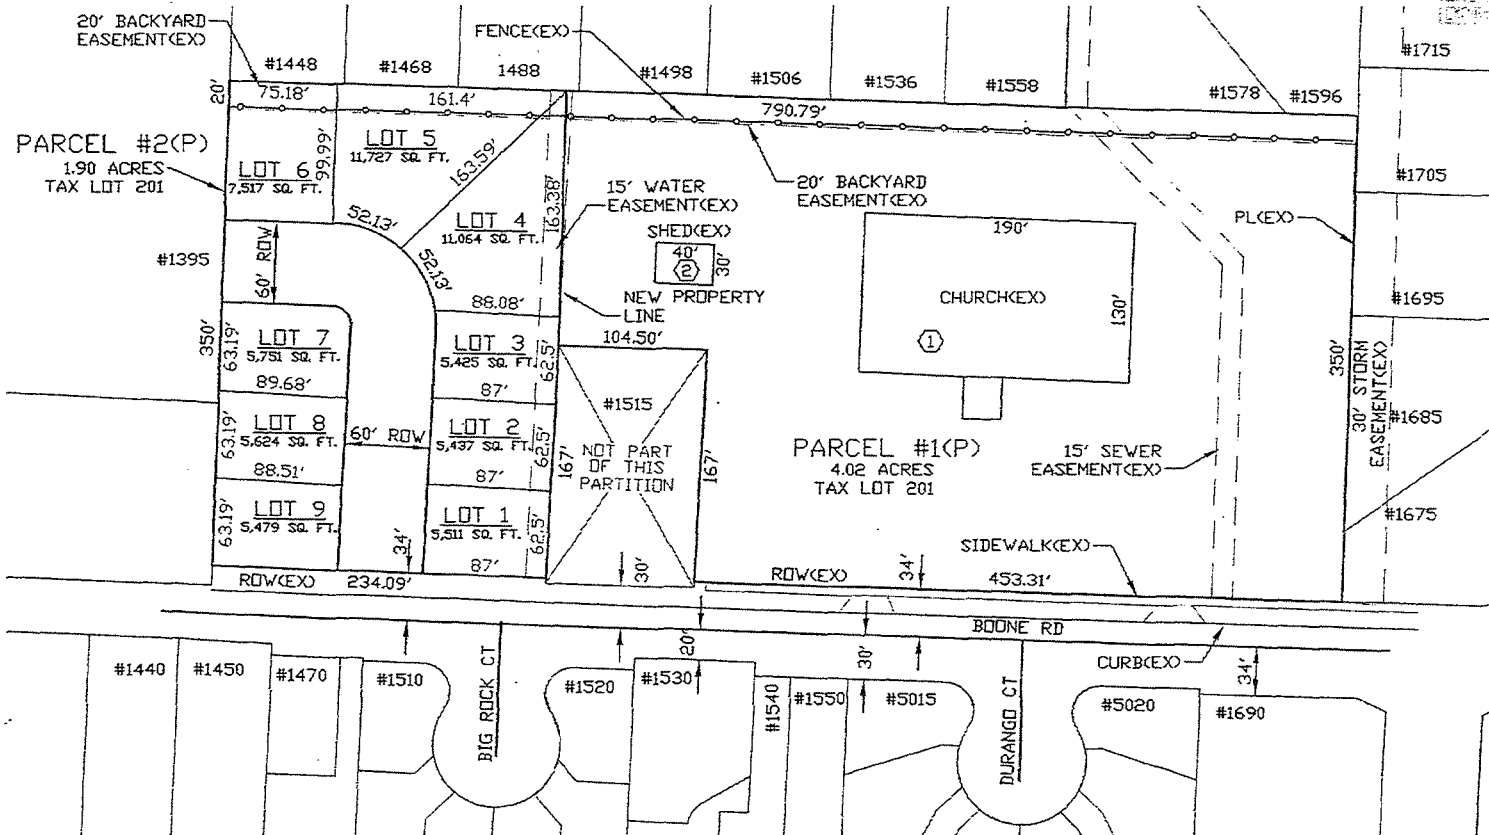 20' BACKYARD
EASEMENT(EX)
FENCE(EX)
#1448
#1468
1488
#1498
#1506
#1536
#1558
#1578
#1596
#1715
20'
75.18'
161.4'
790.79'
PARCEL #2(P)
1.90 ACRES
TAX LOT 201
LOT 6
7,517 SQ. FT.
99.99'
LOT 5
11,727 SQ. FT.
163.59'
LOT 4
11,064 SQ. FT.
163.38'
52.13'
52.13'
15' WATER
EASEMENT(EX)
SHED(EX)
40'
30'
2
NEW PROPERTY
LINE
20' BACKYARD
EASEMENT(EX)
190'
CHURCH(EX)
130'
1
PL(EX)
#1705
#1695
#1685
#1675
#1395
60' ROW
350'
63.19'
LOT 7
5,751 SQ. FT.
89.68'
88.08'
LOT 3
5,425 SQ. FT.
62.5'
87'
104.50'
#1515
NOT PART
OF THIS
PARTITION
167'
167'
63.19'
LOT 8
5,624 SQ. FT.
88.51'
60' ROW
LOT 2
5,437 SQ. FT.
62.5'
87'
63.19'
LOT 9
5,479 SQ. FT.
34'
LOT 1
5,511 SQ. FT.
62.5'
87'
PARCEL #1(P)
4.02 ACRES
TAX LOT 201
15' SEWER
EASEMENT(EX)
350'
30' STORM
EASEMENT(EX)
SIDEWALK(EX)
ROW(EX)
234.09'
30'
ROW(EX)
34'
453.31'
BOONE RD
CURB(EX)
20'
30'
34'
#1440
#1450
#1470
#1510
BIG ROCK CT
#1520
#1530
#1540
#1550
#5015
DURANGO CT
#5020
#1690